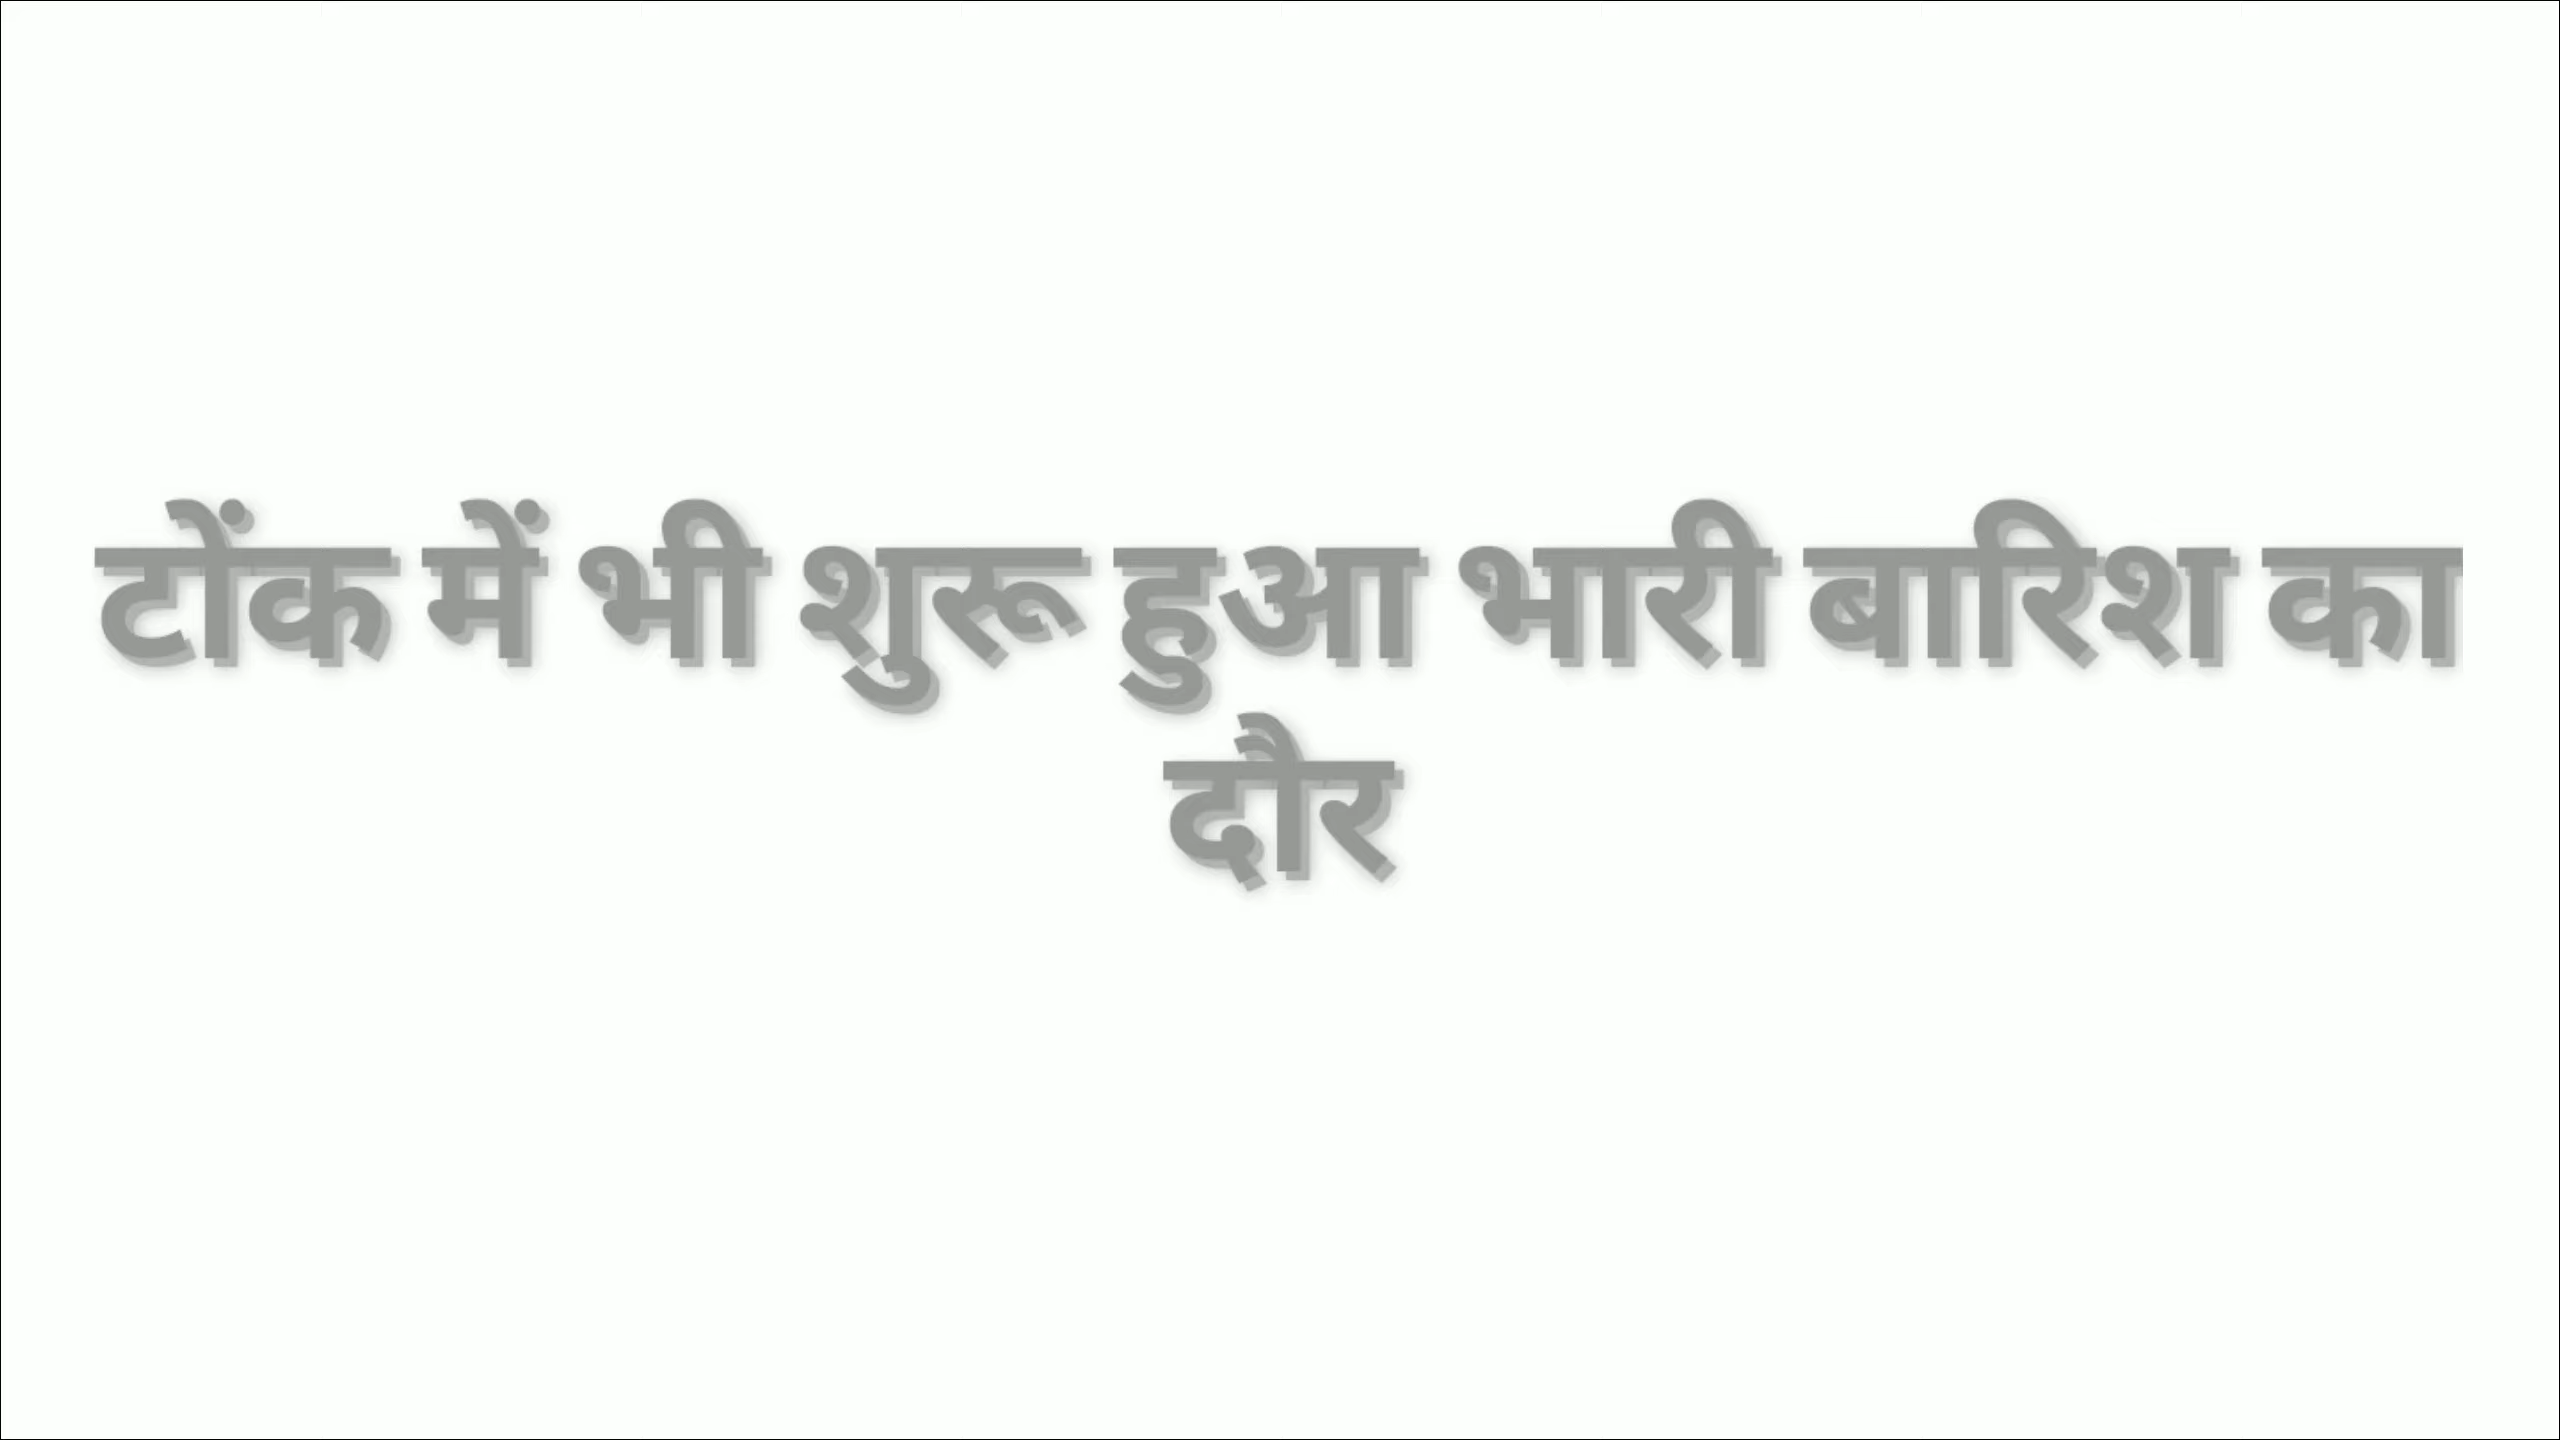 टोंक में भी शुरू हुआ भारी बारिश का
दौर